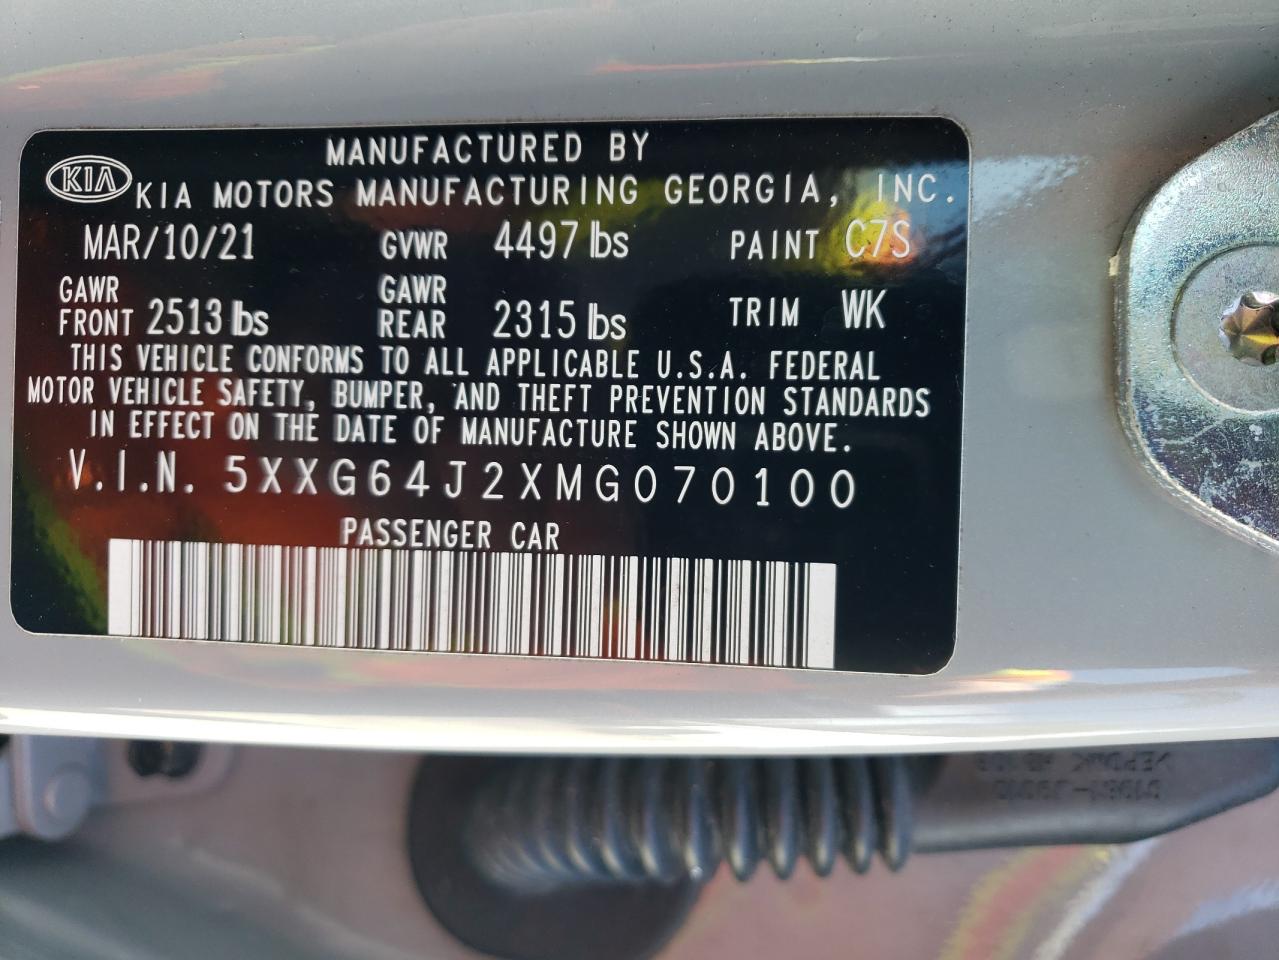 MANUFACTURED BY
KIA KIA MOTORS MANUFACTURING GEORGIA, INC.
MAR/10/21 GVWR 4497 lbs PAINT C7S
GAWR FRONT 2513 lbs GAWR REAR 2315 lbs TRIM WK
THIS VEHICLE CONFORMS TO ALL APPLICABLE U.S.A. FEDERAL
MOTOR VEHICLE SAFETY, BUMPER, AND THEFT PREVENTION STANDARDS
IN EFFECT ON THE DATE OF MANUFACTURE SHOWN ABOVE.
V.I.N. 5XXG64J2XMG070100
PASSENGER CAR